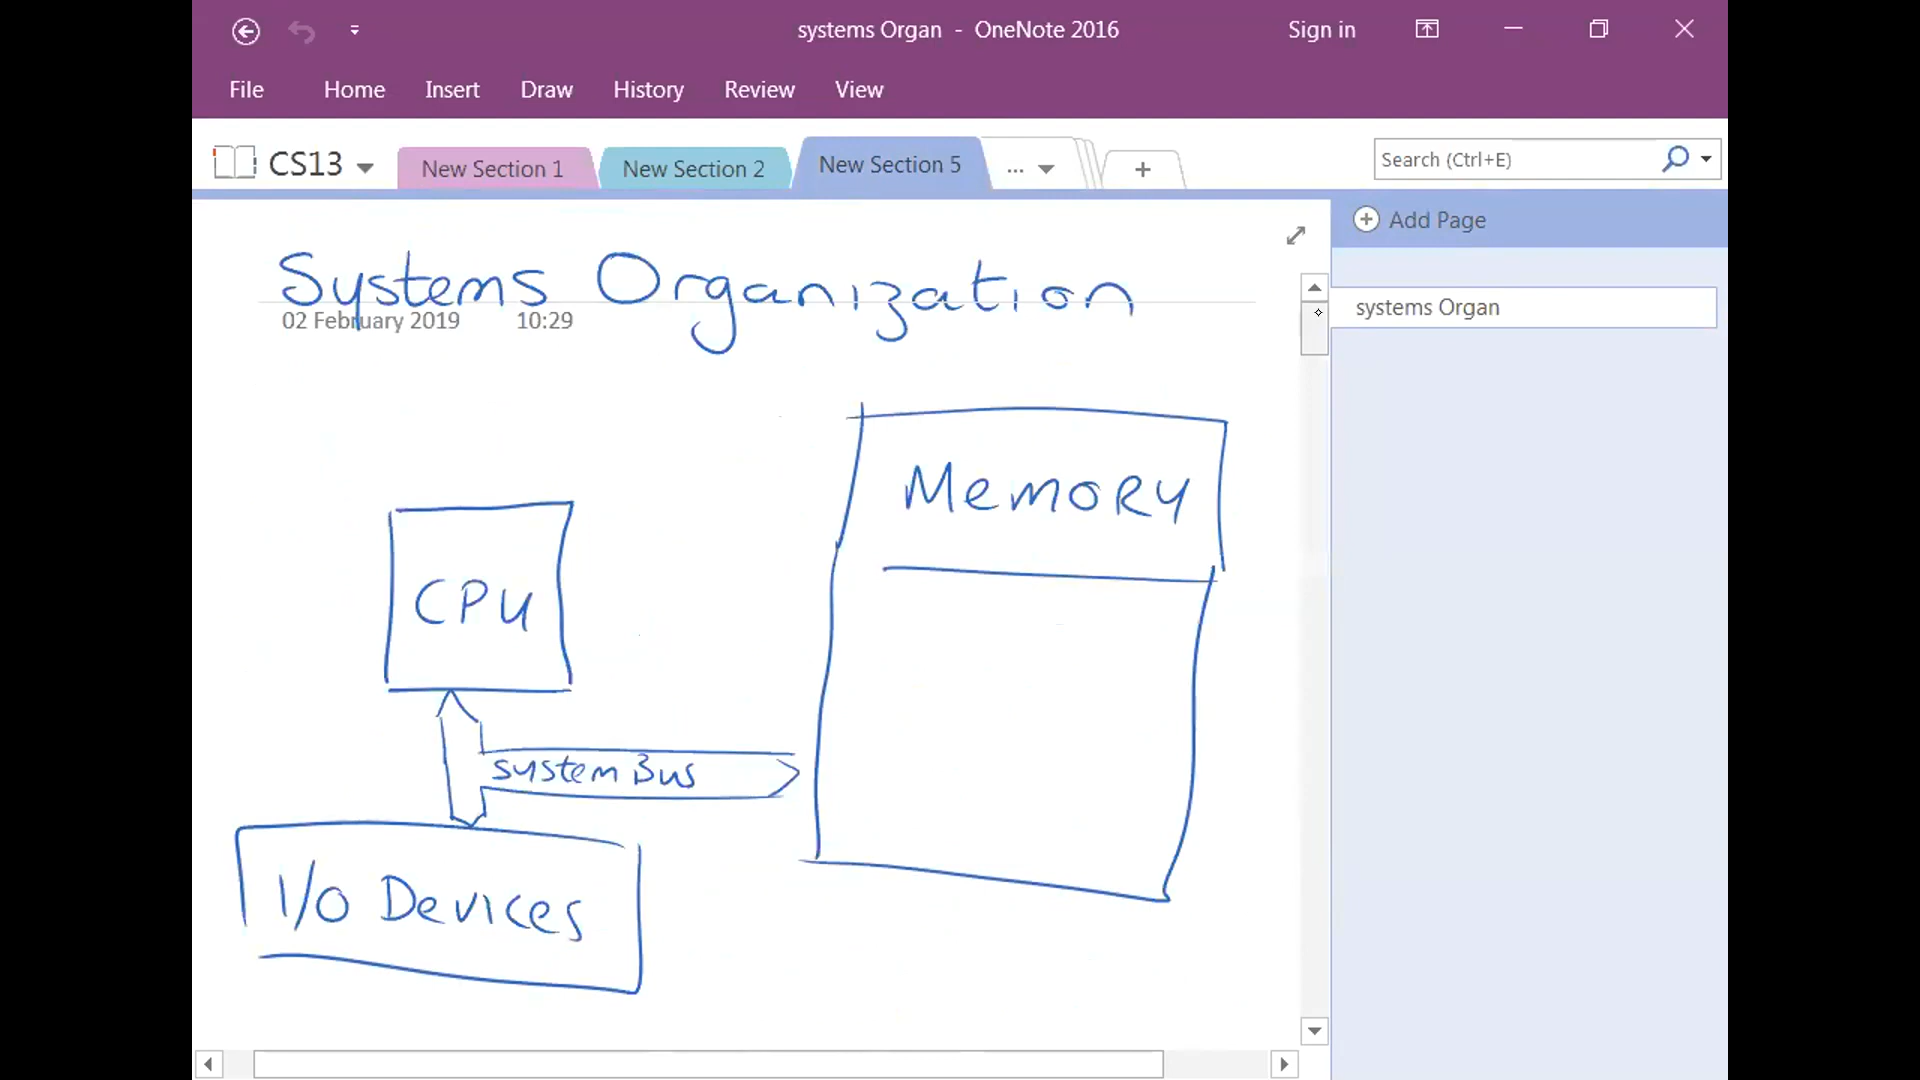 systems Organ - OneNote 2016
Sign in
File Home Insert Draw History Review View
CS13
New Section 1
New Section 2
New Section 5
...
Search (Ctrl+E)
Add Page
systems Organ
Systems Organization
02 February 2019 10:29
Memory
CPU
system Bus
I/O Devices